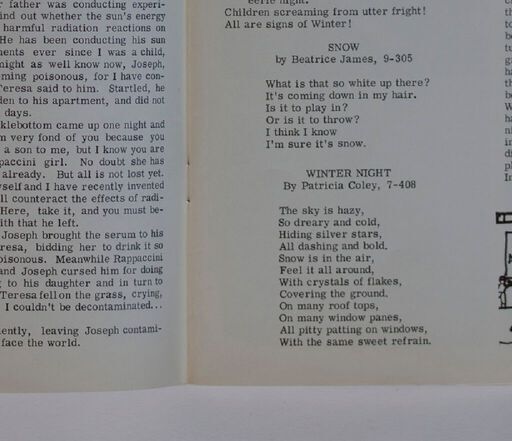 r father was conducting experi-
ind out whether the sun's energy
harmful radiation reactions on
He has been conducting his sun
ments ever since I was a child,
night as well know now, Joseph,
ming poisonous, for I have con-
Teresa said to him. Startled, he
den to his apartment, and did not
days.
klebottom came up one night and
m very fond of you because you
a son to me, but I know you are
paccini girl. No doubt she has
already. But all is not lost yet.
yself and I have recently invented
ll counteract the effects of radi-
Here, take it, and you must be-
ith that he left.
Joseph brought the serum to his
resa, bidding her to drink it so
oisonous. Meanwhile Rappaccini
and Joseph cursed him for doing
g to his daughter and in turn to
Teresa fell on the grass, crying,
I couldn't be decontaminated...
ently, leaving Joseph contami-
face the world.
eerie night.
Children screaming from utter fright!
All are signs of Winter!
SNOW
by Beatrice James, 9-305
What is that so white up there?
It's coming down in my hair.
Is it to play in?
Or is it to throw?
I think I know
I'm sure it's snow.
WINTER NIGHT
By Patricia Coley, 7-408
The sky is hazy,
So dreary and cold,
Hiding silver stars,
All dashing and bold.
Snow is in the air,
Feel it all around,
With crystals of flakes,
Covering the ground.
On many roof tops,
On many window panes,
All pitty patting on windows,
With the same sweet refrain.